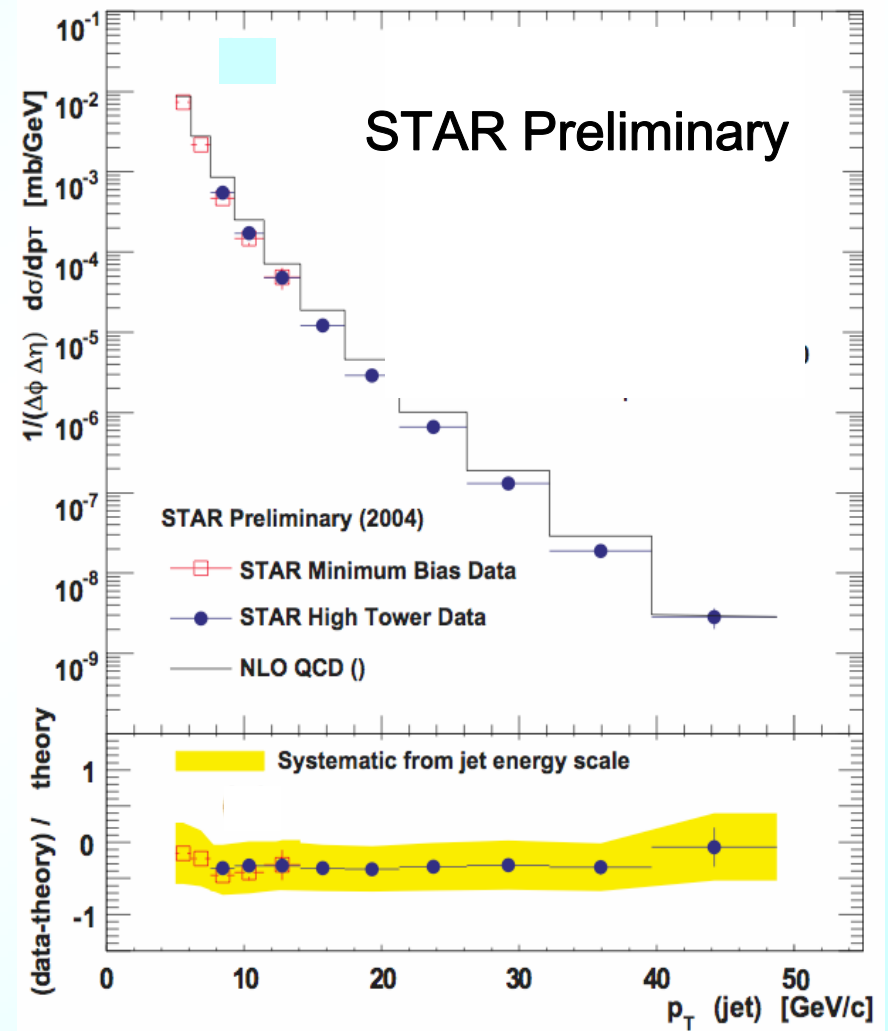 10⁻¹
10⁻²
10⁻³
10⁻⁴
10⁻⁵
10⁻⁶
10⁻⁷
10⁻⁸
10⁻⁹
1/(Δφ Δη) dσ/dpT [mb/GeV]
STAR Preliminary
STAR Preliminary (2004)
STAR Minimum Bias Data
STAR High Tower Data
NLO QCD ()
(data-theory) / theory
1
0
-1
Systematic from jet energy scale
0 10 20 30 40 50
p_T (jet) [GeV/c]